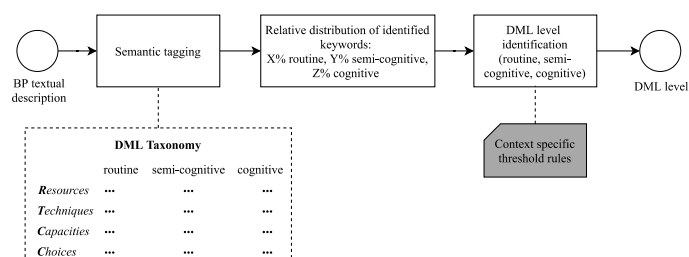 BP textual
description
Semantic tagging
Relative distribution of identified
keywords:
X% routine, Y% semi-cognitive,
Z% cognitive
DML level
identification
(routine, semi-
cognitive, cognitive)
DML level
Context specific
threshold rules
DML Taxonomy
routine semi-cognitive cognitive
Resources ... ... ...
Techniques ... ... ...
Capacities ... ... ...
Choices ... ... ...